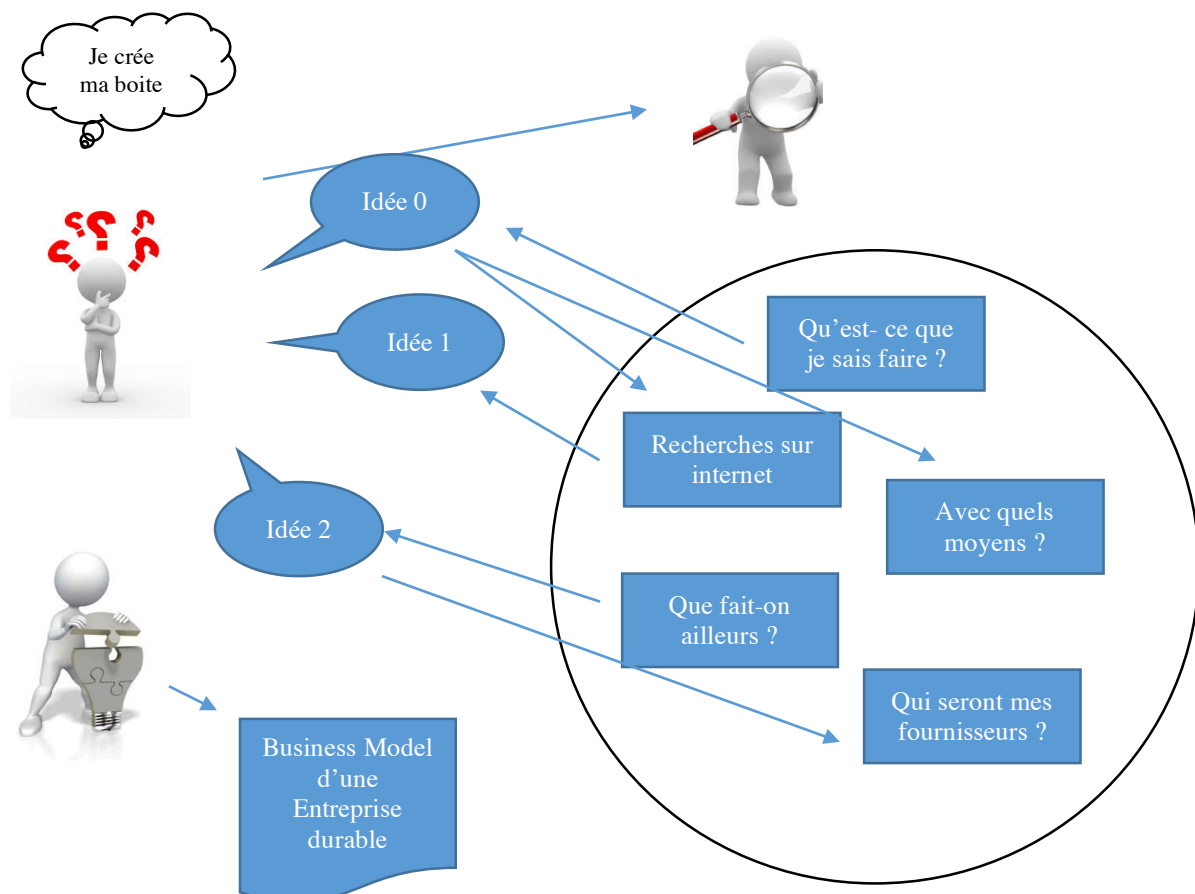 Je crée
ma boite
Idée 0
Idée 1
Qu’est- ce que
je sais faire ?
Recherches sur
internet
Avec quels
moyens ?
Idée 2
Que fait-on
ailleurs ?
Qui seront mes
fournisseurs ?
Business Model
d’une
Entreprise
durable